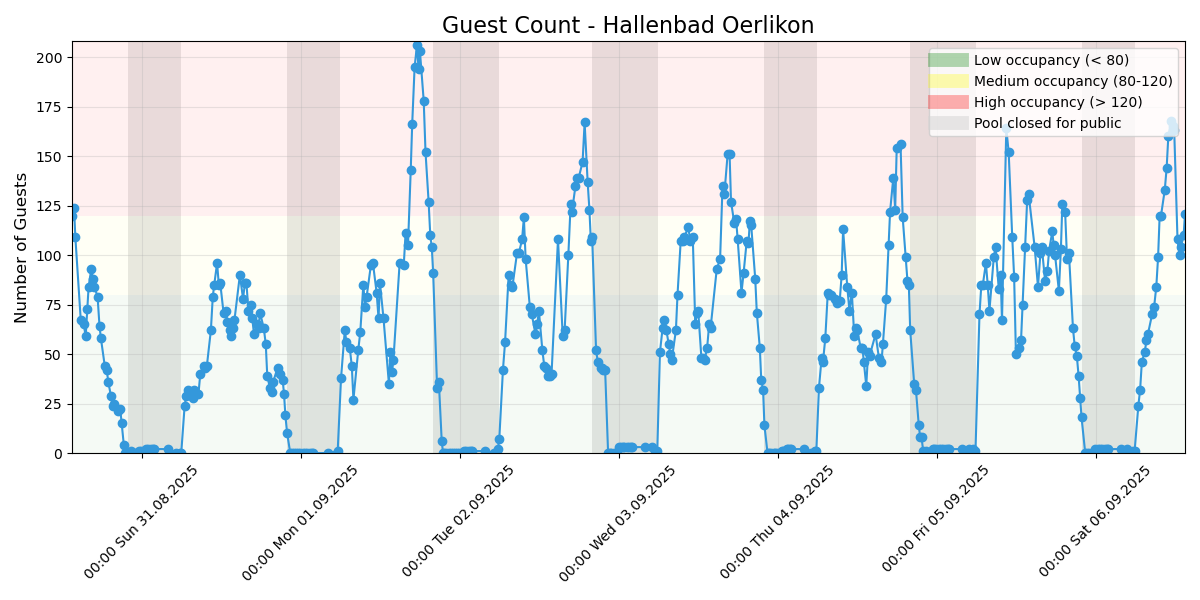 Guest Count - Hallenbad Oerlikon
Number of Guests
200
175
150
125
100
75
50
25
0
Low occupancy (< 80)
Medium occupancy (80-120)
High occupancy (> 120)
Pool closed for public
00:00 Sun 31.08.2025
00:00 Mon 01.09.2025
00:00 Tue 02.09.2025
00:00 Wed 03.09.2025
00:00 Thu 04.09.2025
00:00 Fri 05.09.2025
00:00 Sat 06.09.2025